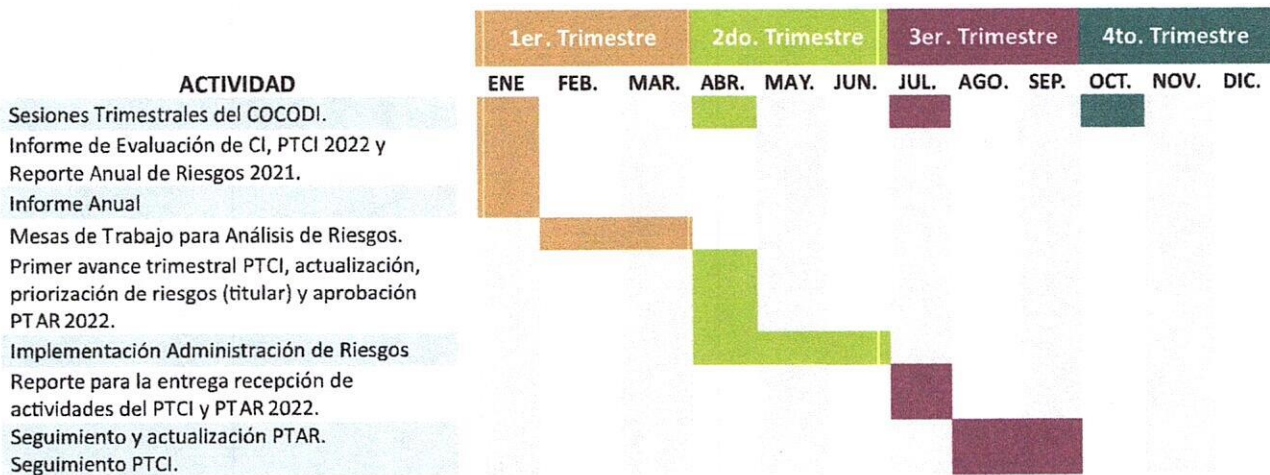 1er. Trimestre 2do. Trimestre 3er. Trimestre 4to. Trimestre
ACTIVIDAD ENE FEB. MAR. ABR. MAY. JUN. JUL. AGO. SEP. OCT. NOV. DIC.
Sesiones Trimestrales del COCODI.
Informe de Evaluación de CI, PTCI 2022 y
Reporte Anual de Riesgos 2021.
Informe Anual
Mesas de Trabajo para Análisis de Riesgos.
Primer avance trimestral PTCI, actualización,
priorización de riesgos (titular) y aprobación
PTAR 2022.
Implementación Administración de Riesgos
Reporte para la entrega recepción de
actividades del PTCI y PTAR 2022.
Seguimiento y actualización PTAR.
Seguimiento PTCI.